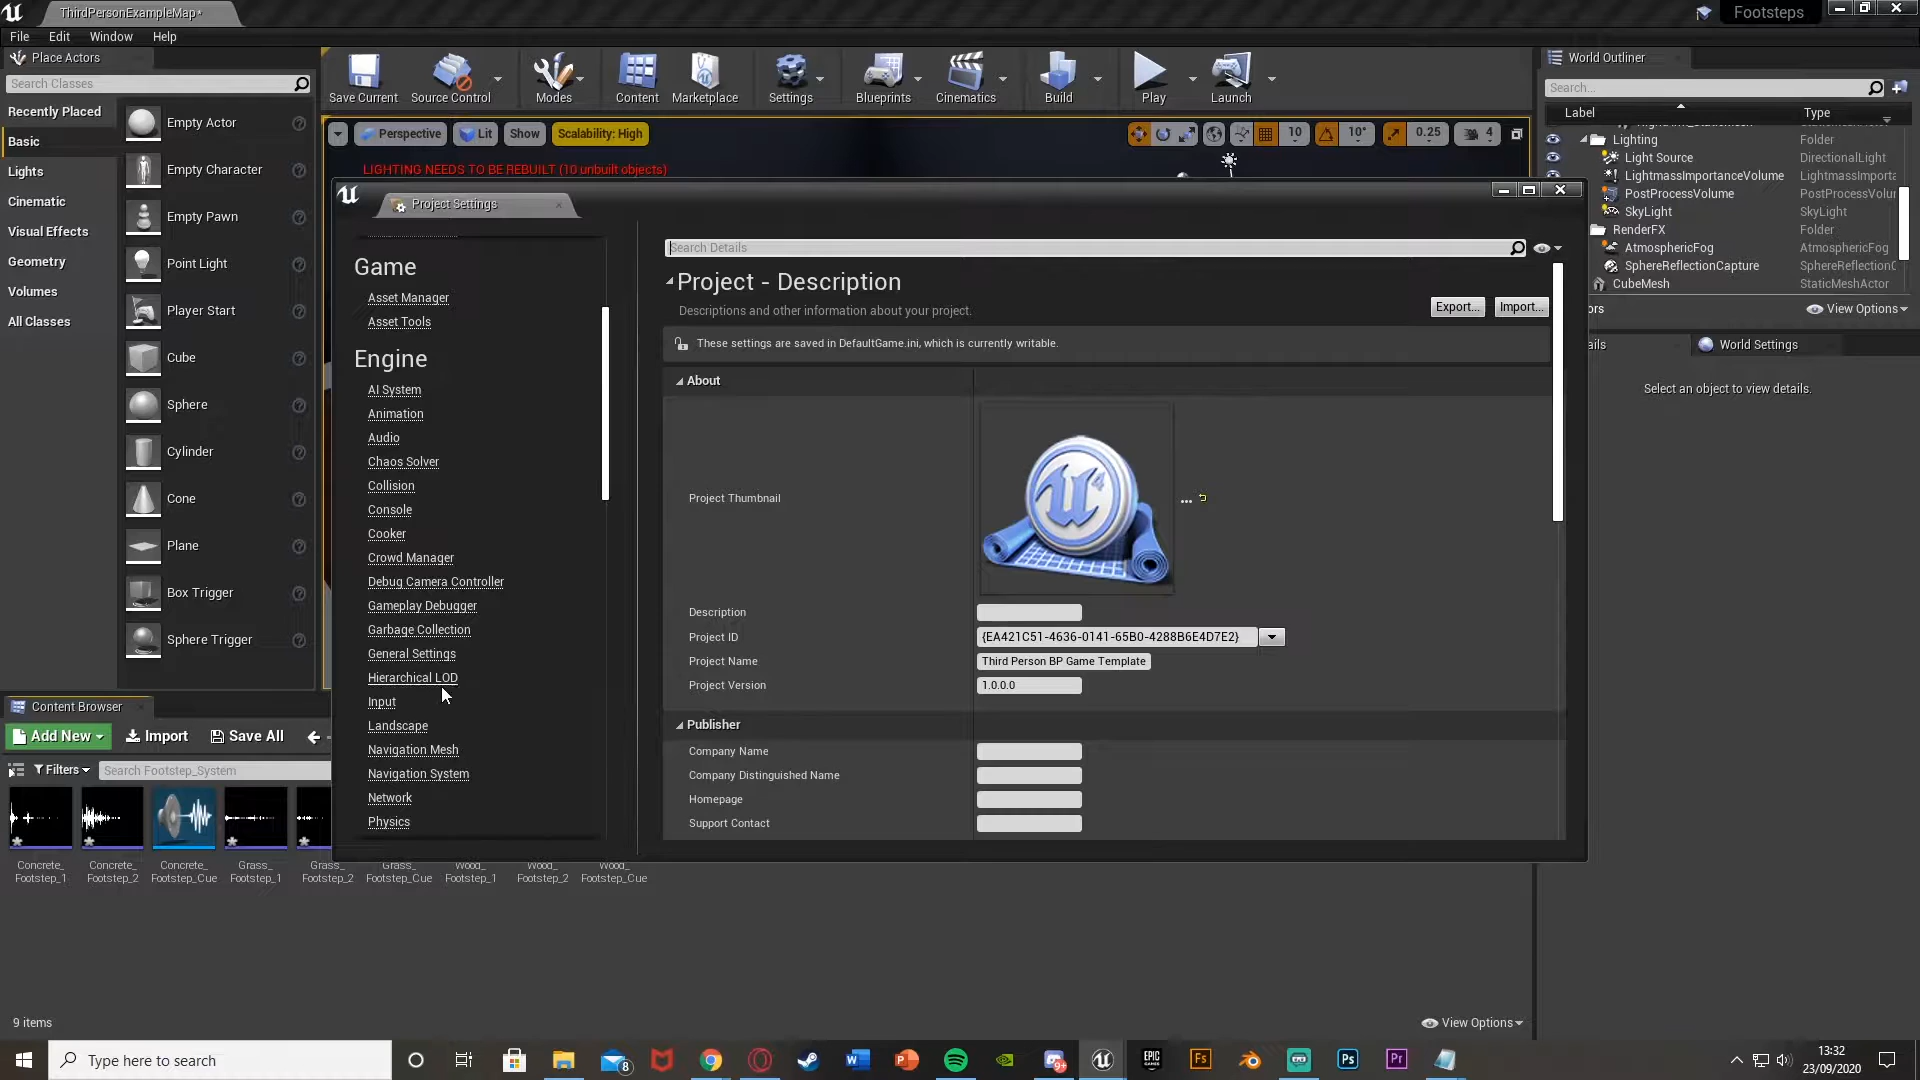 ThirdPersonExampleMap*
Footsteps
File Edit Window Help
Place Actors
Search Classes
Recently Placed
Basic
Lights
Cinematic
Visual Effects
Geometry
Volumes
All Classes
Empty Actor
Empty Character
Empty Pawn
Point Light
Player Start
Cube
Sphere
Cylinder
Cone
Plane
Box Trigger
Sphere Trigger
Save Current
Source Control
Modes
Content
Marketplace
Settings
Blueprints
Cinematics
Build
Play
Launch
Perspective
Lit
Show
Scalability: High
10
10°
0.25
4
LIGHTING NEEDS TO BE REBUILT (10 unbuilt objects)
World Outliner
Search...
Label Type
Lighting Folder
Light Source DirectionalLight
LightmassImportanceVolume LightmassImporta
PostProcessVolume PostProcessVolur
SkyLight SkyLight
RenderFX Folder
AtmosphericFog AtmosphericFog
SphereReflectionCapture SphereReflectionC
CubeMesh StaticMeshActor
ors
View Options
ails
World Settings
Select an object to view details.
Project Settings
Game
Asset Manager
Asset Tools
Engine
AI System
Animation
Audio
Chaos Solver
Collision
Console
Cooker
Crowd Manager
Debug Camera Controller
Gameplay Debugger
Garbage Collection
General Settings
Hierarchical LOD
Input
Landscape
Navigation Mesh
Navigation System
Network
Physics
Search Details
Project - Description
Descriptions and other information about your project.
Export...
Import...
These settings are saved in DefaultGame.ini, which is currently writable.
About
Project Thumbnail
Description
Project ID {EA421C51-4636-0141-65B0-4288B6E4D7E2}
Project Name Third Person BP Game Template
Project Version 1.0.0.0
Publisher
Company Name
Company Distinguished Name
Homepage
Support Contact
Content Browser
Add New
Import
Save All
Filters
Search Footstep_System
Concrete_
Footstep_1
Concrete_
Footstep_2
Concrete_
Footstep_Cue
Grass_
Footstep_1
Grass_
Footstep_2
Grass_
Footstep_Cue
Wood_
Footstep_1
Wood_
Footstep_2
Wood_
Footstep_Cue
9 items
View Options
Type here to search
8
9+
EPIC
GAMES
Fs
Ps
Pr
13:32
23/09/2020